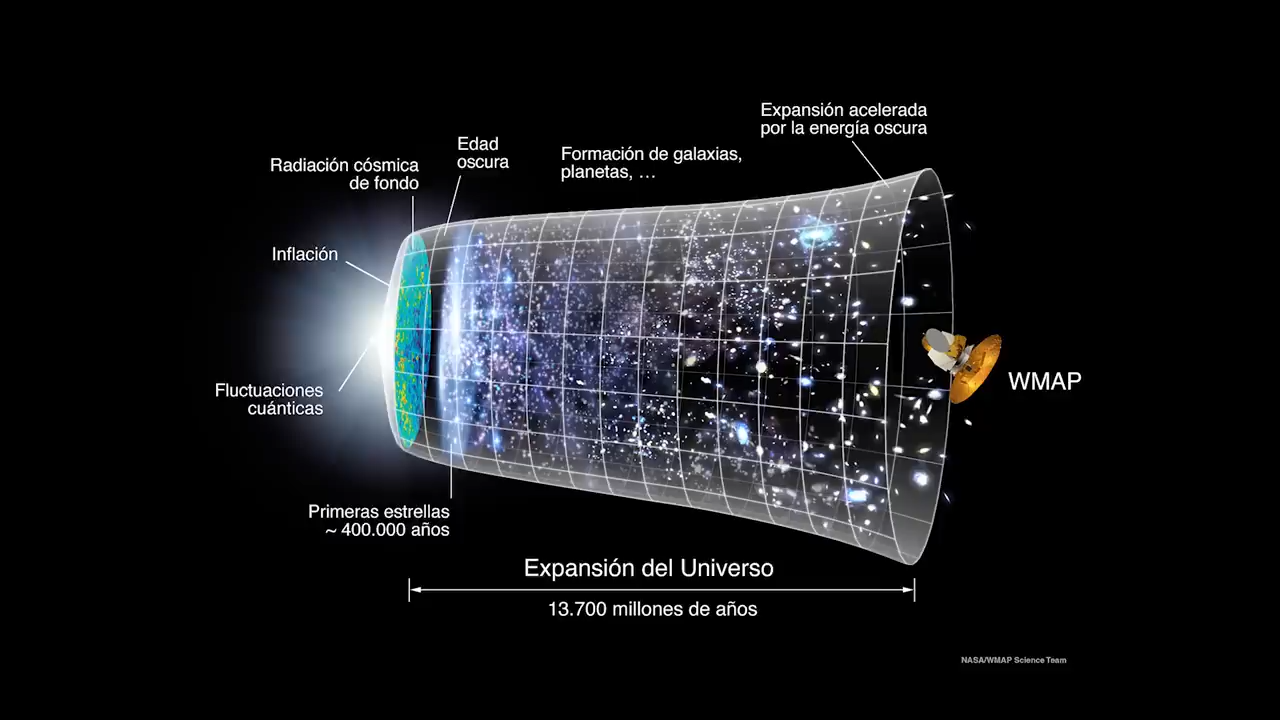 Expansión acelerada
por la energía oscura
Edad
oscura
Formación de galaxias,
planetas, …
Radiación cósmica
de fondo
Inflación
Fluctuaciones
cuánticas
WMAP
Primeras estrellas
~ 400.000 años
Expansión del Universo
13.700 millones de años
NASA/WMAP Science Team